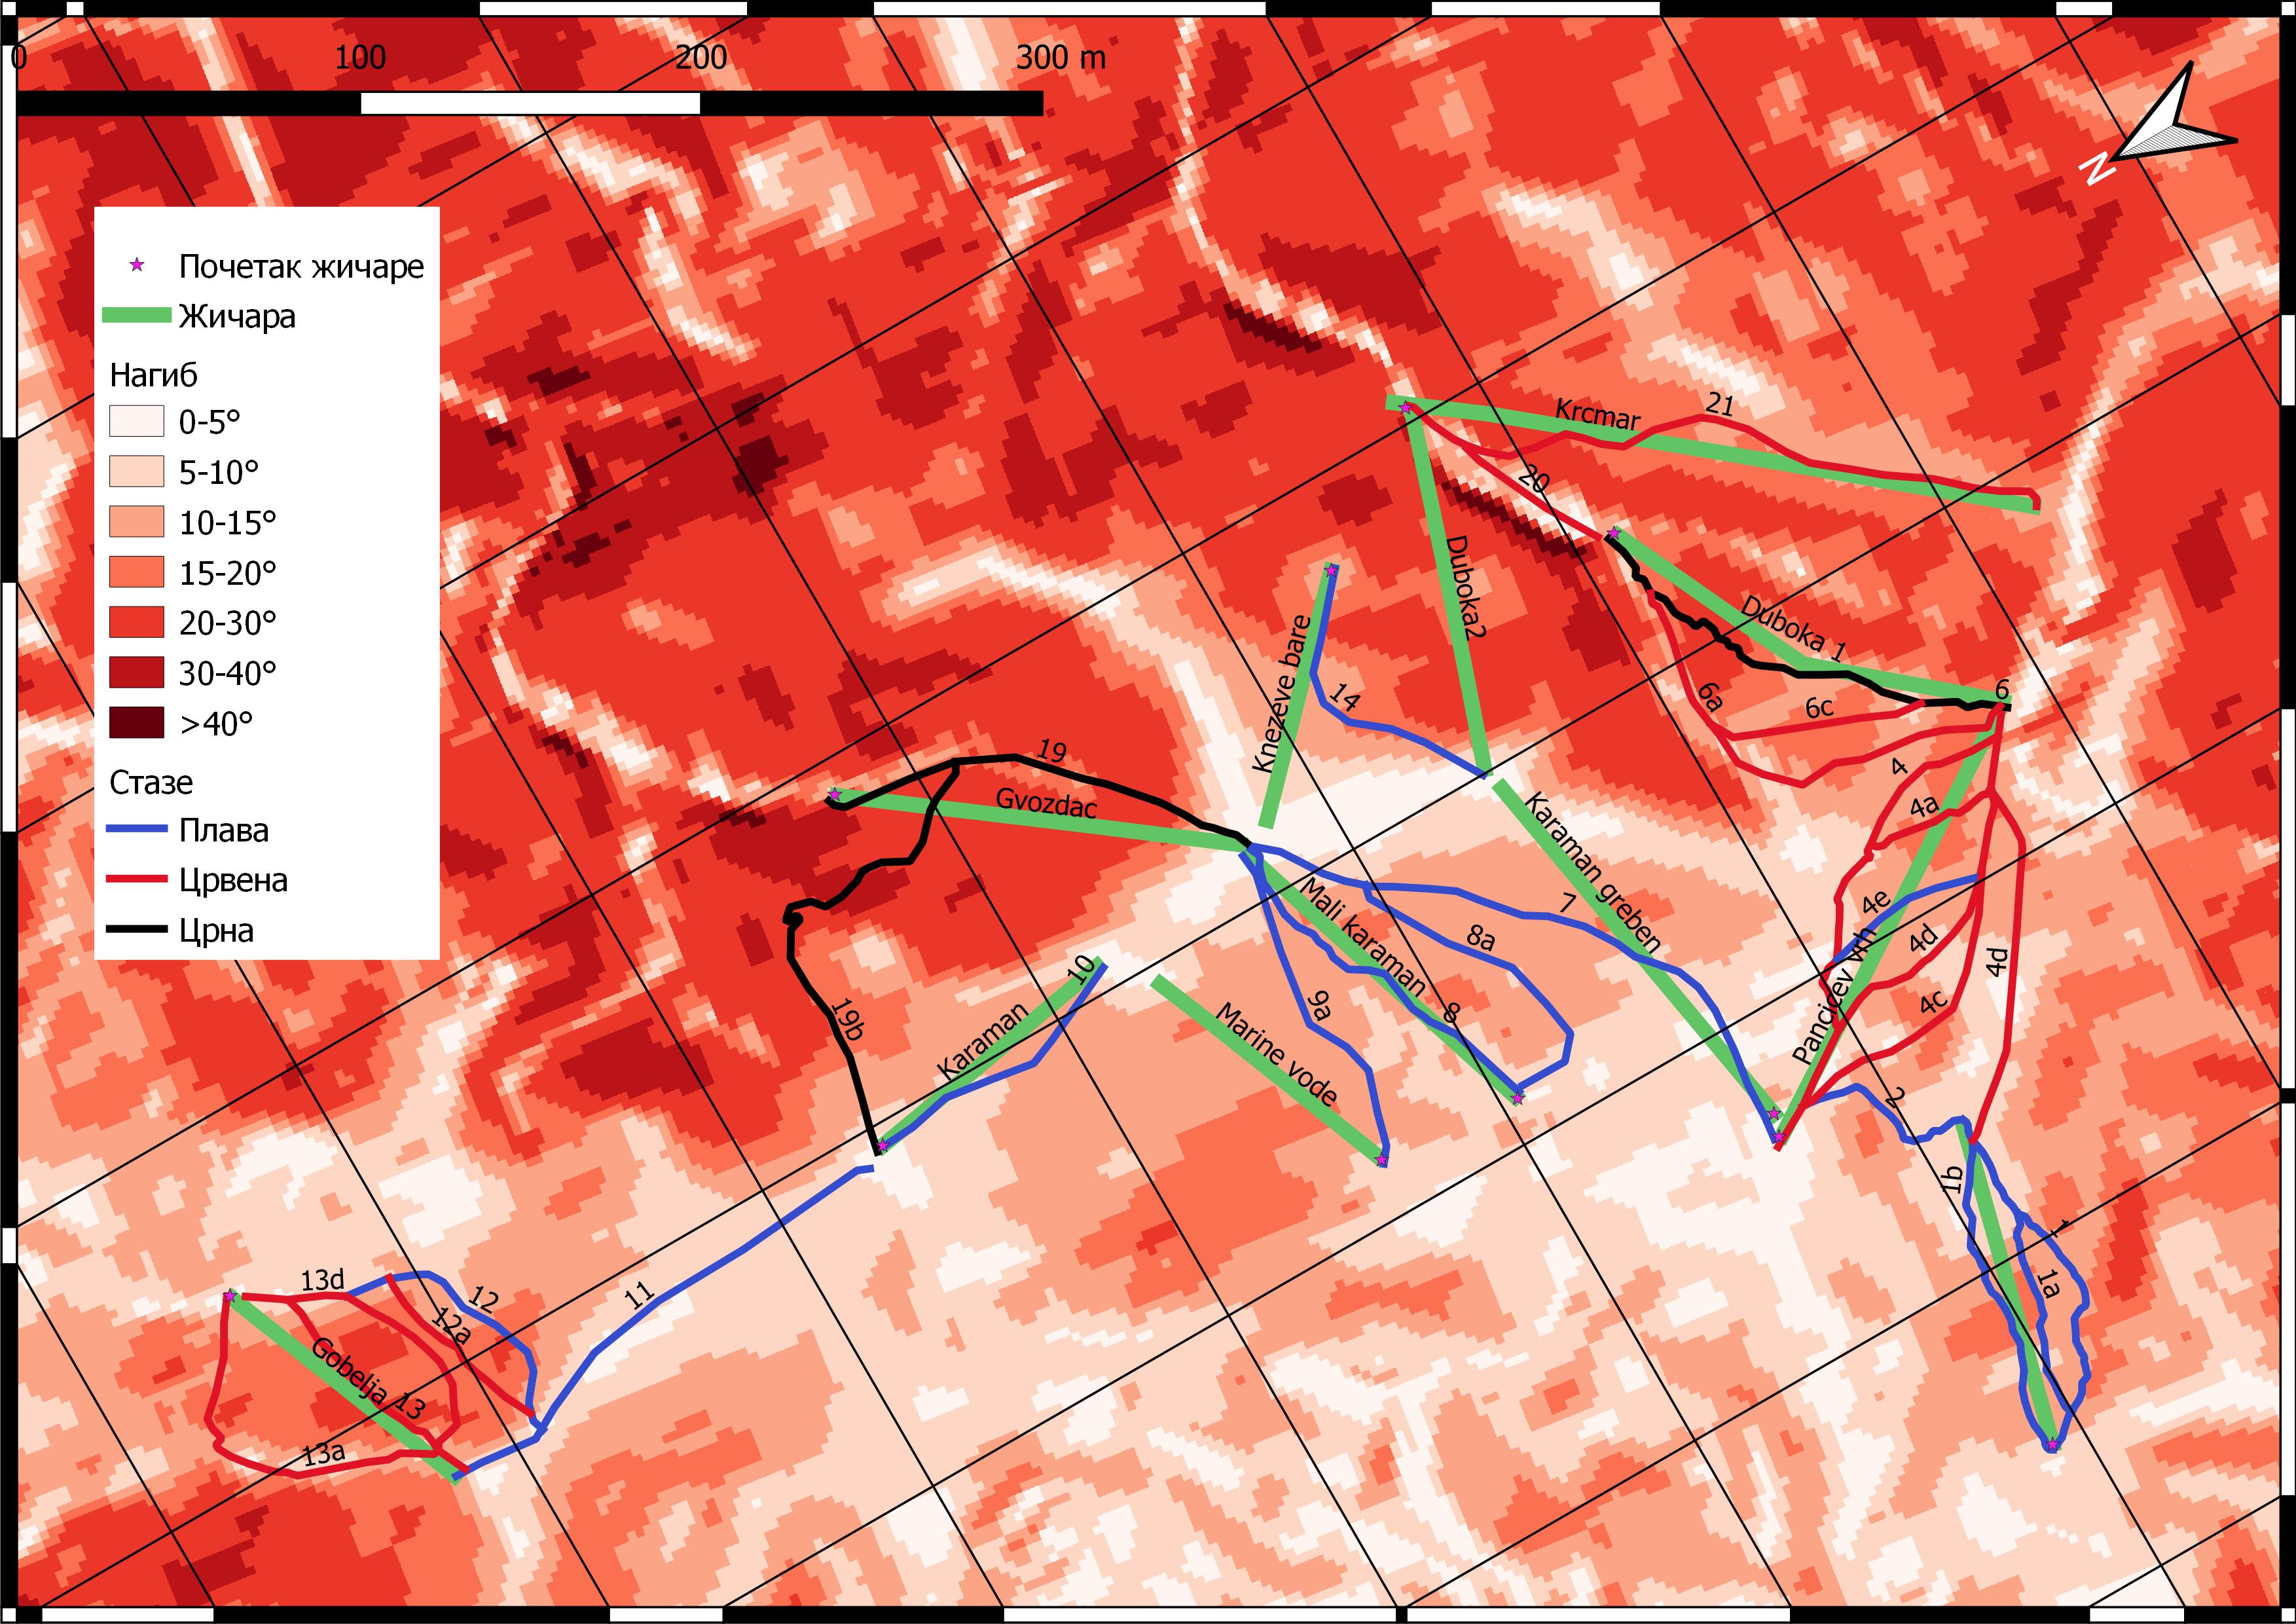 0 100 200 300 m
N
Почетак жичаре
Жичара
Нагиб
0-5°
5-10°
10-15°
15-20°
20-30°
30-40°
>40°
Стазе
Плава
Црвена
Црна
Krcmar
21
20
Duboka2
Duboka 1
6
6a
6c
4
4a
4e
4d
4d
4c
Pancicev vrh
Knezeve bare
14
Karaman greben
7
19
Gvozdac
Mali karaman
8a
8
9a
Marine vode
10
Karaman
19b
2
1b
1
1a
11
13d
12
12a
Gobelja
13
13a